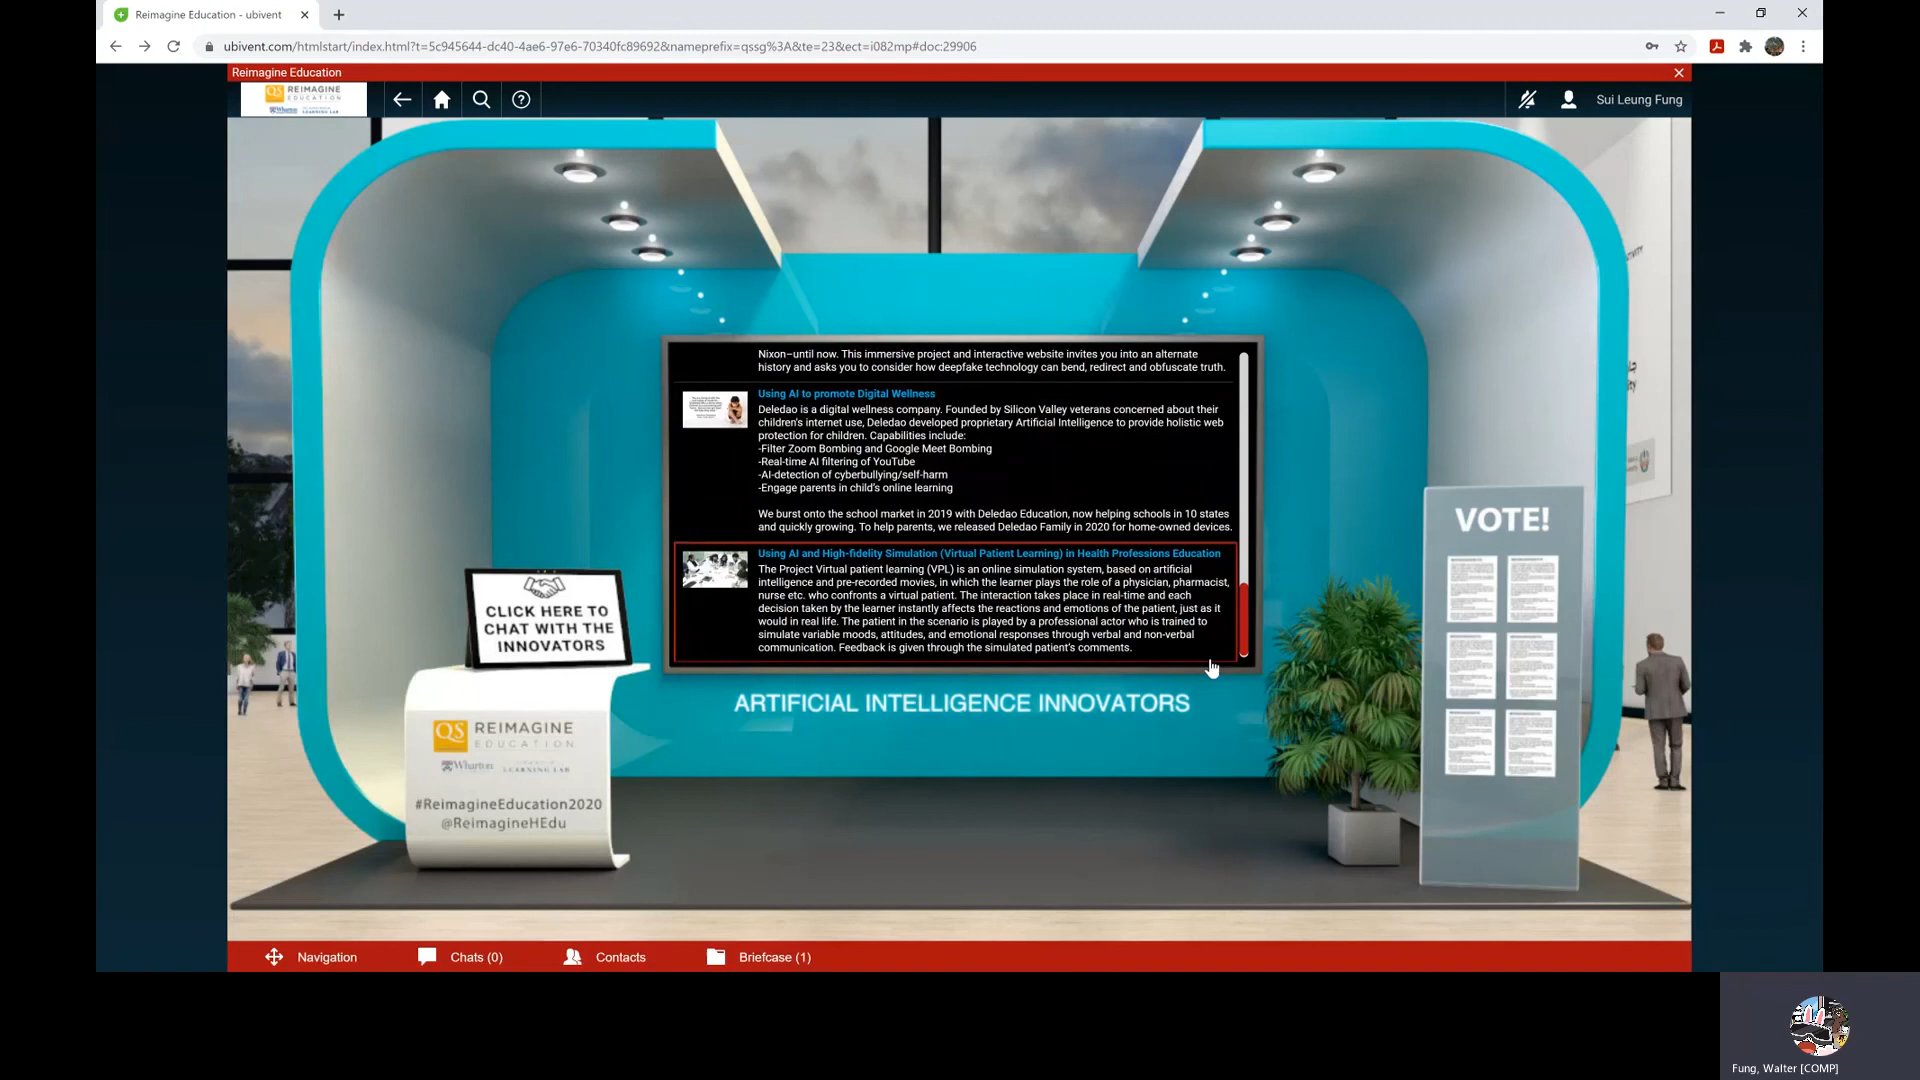 Reimagine Education - ubivent
ubivent.com/htmlstart/index.html?t=5c945644-dc40-4ae6-97e6-70340fc89692&nameprefix=qssg%3A&te=23&ect=i082mp#doc:29906
Reimagine Education
QS REIMAGINE
EDUCATION
Wharton
LEARNING LAB
Sui Leung Fung
Nixon–until now. This immersive project and interactive website invites you into an alternate
history and asks you to consider how deepfake technology can bend, redirect and obfuscate truth.
Using AI to promote Digital Wellness
Deledao is a digital wellness company. Founded by Silicon Valley veterans concerned about their
children's internet use, Deledao developed proprietary Artificial Intelligence to provide holistic web
protection for children. Capabilities include:
-Filter Zoom Bombing and Google Meet Bombing
-Real-time AI filtering of YouTube
-AI-detection of cyberbullying/self-harm
-Engage parents in child's online learning
We burst onto the school market in 2019 with Deledao Education, now helping schools in 10 states
and quickly growing. To help parents, we released Deledao Family in 2020 for home-owned devices.
Using AI and High-fidelity Simulation (Virtual Patient Learning) in Health Professions Education
The Project Virtual patient learning (VPL) is an online simulation system, based on artificial
intelligence and pre-recorded movies, in which the learner plays the role of a physician, pharmacist,
nurse etc. who confronts a virtual patient. The interaction takes place in real-time and each
decision taken by the learner instantly affects the reactions and emotions of the patient, just as it
would in real life. The patient in the scenario is played by a professional actor who is trained to
simulate variable moods, attitudes, and emotional responses through verbal and non-verbal
communication. Feedback is given through the simulated patient's comments.
ARTIFICIAL INTELLIGENCE INNOVATORS
CLICK HERE TO
CHAT WITH THE
INNOVATORS
QS REIMAGINE
EDUCATION
Wharton
LEARNING LAB
#ReimagineEducation2020
@ReimagineHEdu
VOTE!
Navigation
Chats (0)
Contacts
Briefcase (1)
Fung, Walter [COMP]